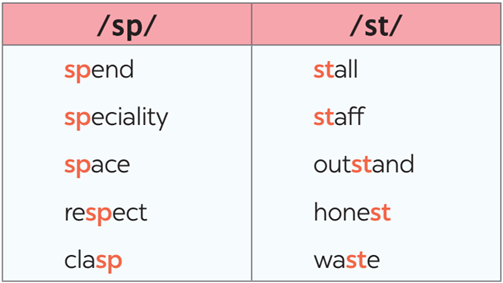 /sp/ /st/
spend stall
speciality staff
space outstand
respect honest
clasp waste